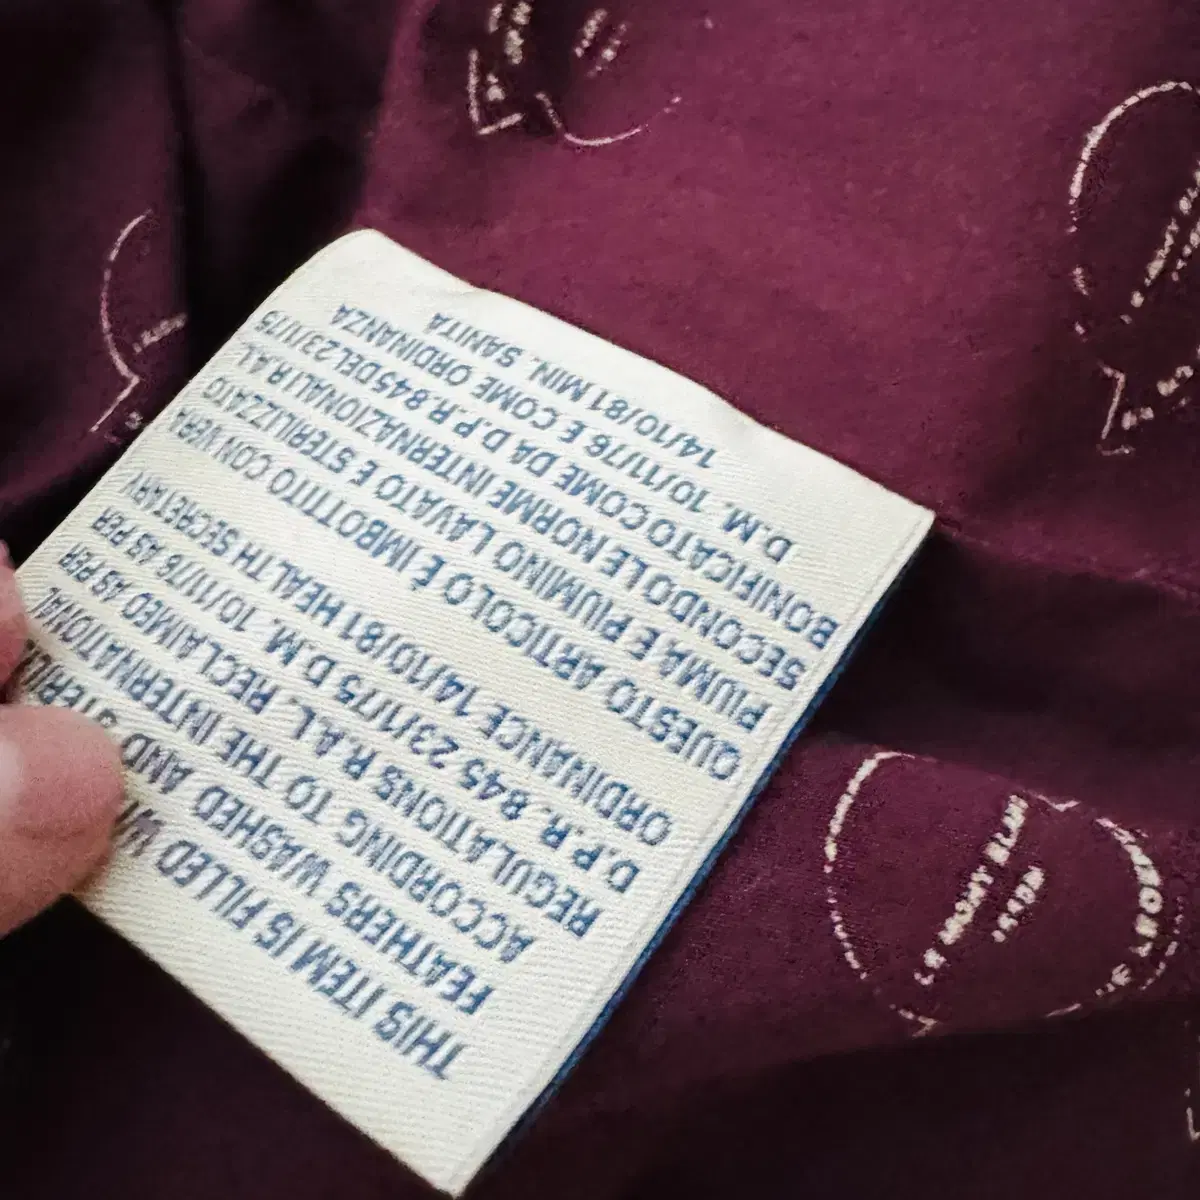 THIS ITEM IS FILLED
FEATHERS WASHED AND
ACCORDING TO THE INTERNATIONAL
REGULATIONS R.A.L. RECLAIMED AS PER
D.P.R. 845 23/1/75 D.M. 10/11/76 AS PER
ORDINANCE 14/10/81 HEALTH SECRETARY
QUESTO ARTICOLO É IMBOTTITO CON VERA
PIUMA E PIUMINO LAVATO E STERILIZZATO
SECONDO LE NORME INTERNAZIONALI R.A.L.
BONIFICATO COME DA D.P.R. 845 DEL 23/1/75
D.M. 10/11/76 E COME ORDINANZA
14/10/81 MIN. SANITÀ